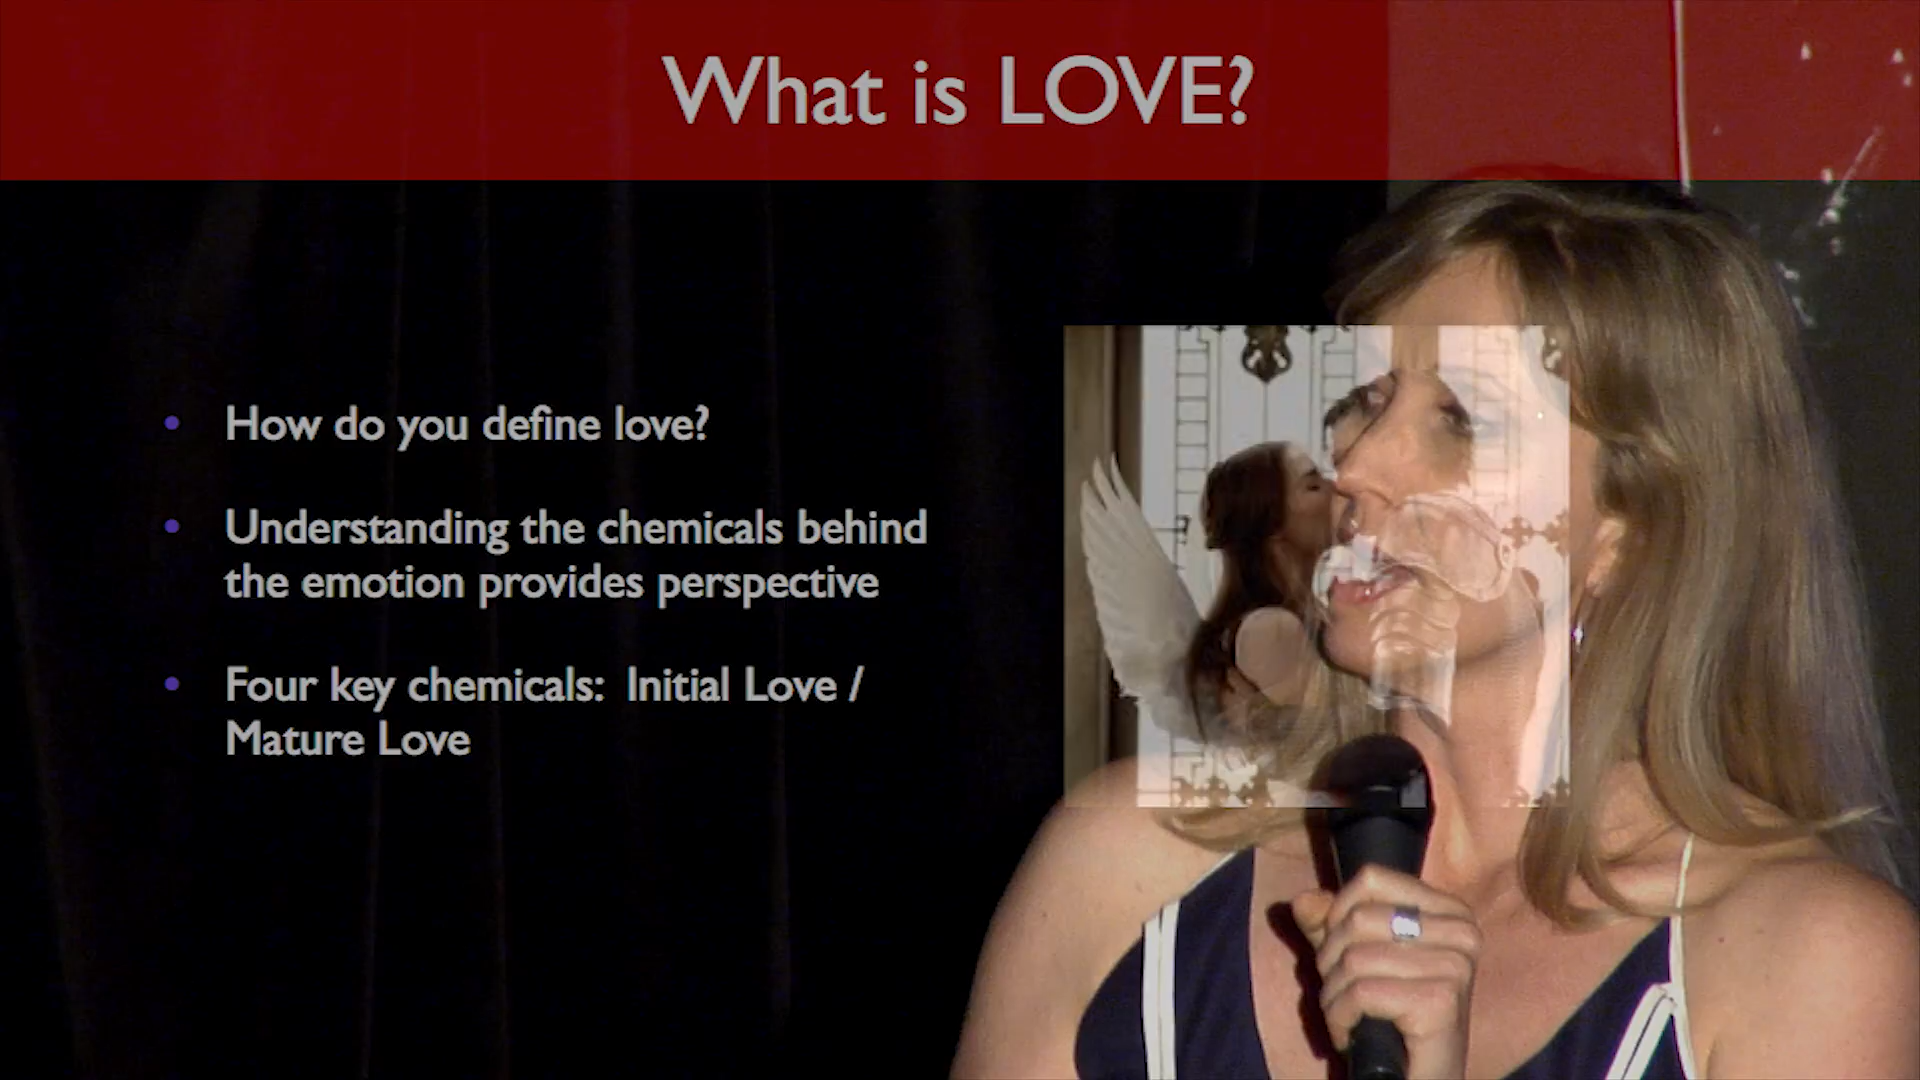 What is LOVE?
How do you define love?
Understanding the chemicals behind
the emotion provides perspective
Four key chemicals: Initial Love /
Mature Love